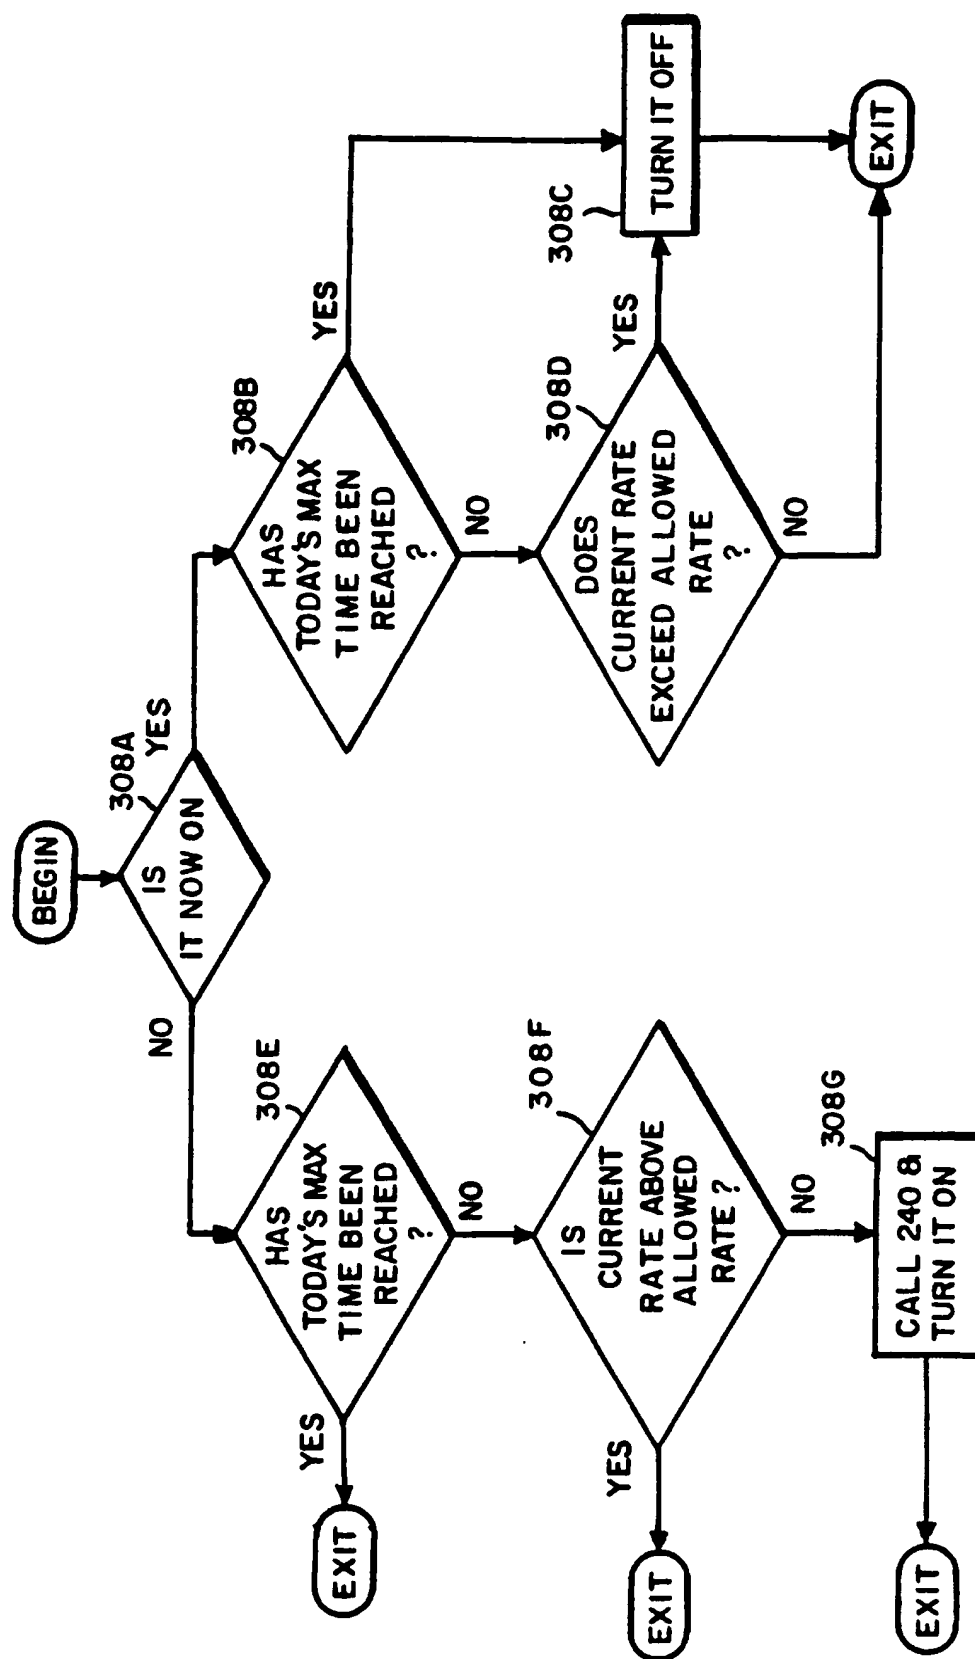 BEGIN
308A
IS
IT NOW ON
NO
YES
308E
HAS
TODAY'S MAX
TIME BEEN
REACHED
?
YES
EXIT
NO
308F
IS
CURRENT
RATE ABOVE
ALLOWED
RATE ?
YES
EXIT
NO
308G
CALL 240 &
TURN IT ON
EXIT
308B
HAS
TODAY'S MAX
TIME BEEN
REACHED
?
YES
NO
308D
DOES
CURRENT RATE
EXCEED ALLOWED
RATE
?
YES
NO
308C
TURN IT OFF
EXIT